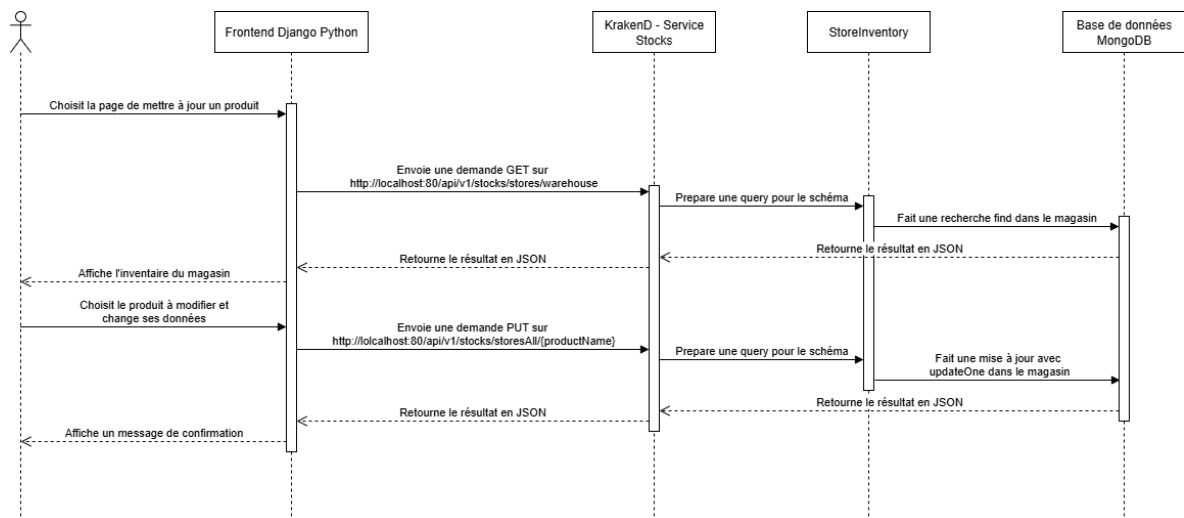 Frontend Django Python
KrakenD - Service
Stocks
StoreInventory
Base de données
MongoDB
Choisit la page de mettre à jour un produit
Envoie une demande GET sur
http://localhost:80/api/v1/stocks/stores/warehouse
Prepare une query pour le schéma
Fait une recherche find dans le magasin
Retourne le résultat en JSON
Retourne le résultat en JSON
Affiche l'inventaire du magasin
Choisit le produit à modifier et
change ses données
Envoie une demande PUT sur
http://lolcalhost:80/api/v1/stocks/storesAll/{productName}
Prepare une query pour le schéma
Fait une mise à jour avec
updateOne dans le magasin
Retourne le résultat en JSON
Retourne le résultat en JSON
Affiche un message de confirmation